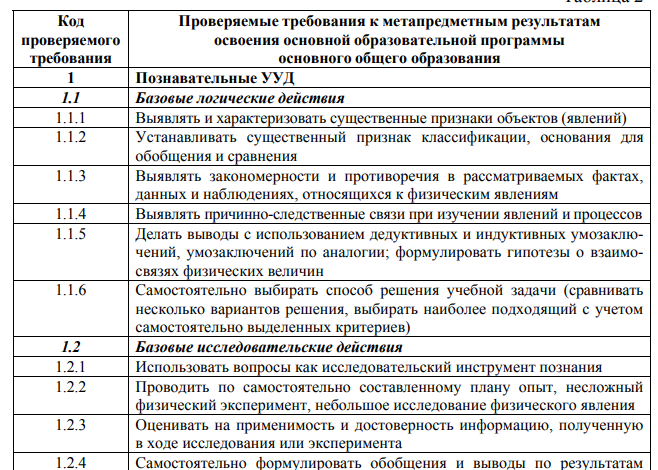 Таблица 2
Код проверяемого требования
Проверяемые требования к метапредметным результатам
освоения основной образовательной программы
основного общего образования
1 Познавательные УУД
1.1 Базовые логические действия
1.1.1 Выявлять и характеризовать существенные признаки объектов (явлений)
1.1.2 Устанавливать существенный признак классификации, основания для
обобщения и сравнения
1.1.3 Выявлять закономерности и противоречия в рассматриваемых фактах,
данных и наблюдениях, относящихся к физическим явлениям
1.1.4 Выявлять причинно-следственные связи при изучении явлений и процессов
1.1.5 Делать выводы с использованием дедуктивных и индуктивных умозаклю-
чений, умозаключений по аналогии; формулировать гипотезы о взаимо-
связях физических величин
1.1.6 Самостоятельно выбирать способ решения учебной задачи (сравнивать
несколько вариантов решения, выбирать наиболее подходящий с учетом
самостоятельно выделенных критериев)
1.2 Базовые исследовательские действия
1.2.1 Использовать вопросы как исследовательский инструмент познания
1.2.2 Проводить по самостоятельно составленному плану опыт, несложный
физический эксперимент, небольшое исследование физического явления
1.2.3 Оценивать на применимость и достоверность информацию, полученную
в ходе исследования или эксперимента
1.2.4 Самостоятельно формулировать обобщения и выводы по результатам